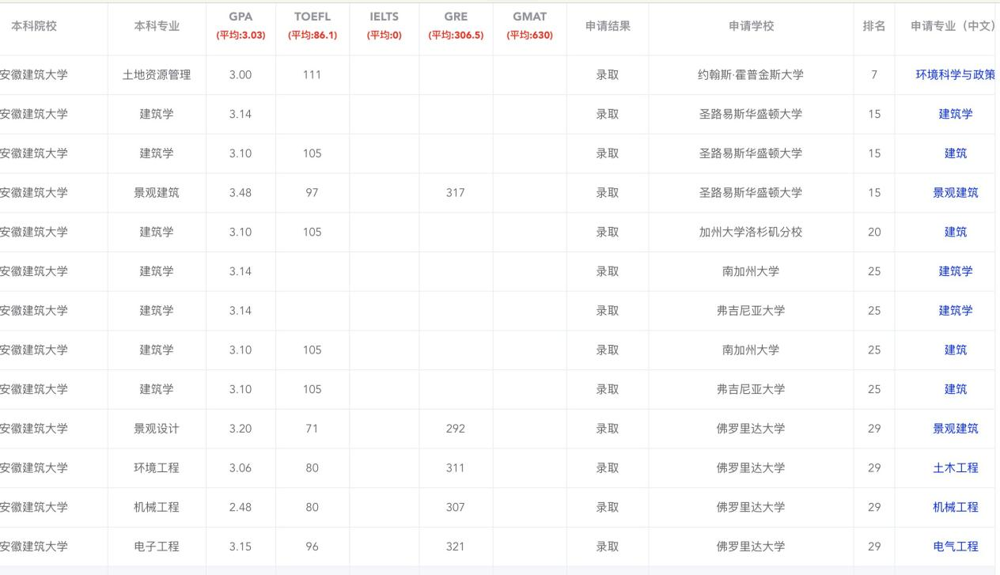 本科院校 本科专业 GPA TOEFL IELTS GRE GMAT 申请结果 申请学校 排名 申请专业（中文）
(平均:3.03) (平均:86.1) (平均:0) (平均:306.5) (平均:630)
安徽建筑大学 土地资源管理 3.00 111 录取 约翰斯·霍普金斯大学 7 环境科学与政策
安徽建筑大学 建筑学 3.14 录取 圣路易斯华盛顿大学 15 建筑学
安徽建筑大学 建筑学 3.10 105 录取 圣路易斯华盛顿大学 15 建筑
安徽建筑大学 景观建筑 3.48 97 317 录取 圣路易斯华盛顿大学 15 景观建筑
安徽建筑大学 建筑学 3.10 105 录取 加州大学洛杉矶分校 20 建筑
安徽建筑大学 建筑学 3.14 录取 南加州大学 25 建筑学
安徽建筑大学 建筑学 3.14 录取 弗吉尼亚大学 25 建筑学
安徽建筑大学 建筑学 3.10 105 录取 南加州大学 25 建筑
安徽建筑大学 建筑学 3.10 105 录取 弗吉尼亚大学 25 建筑
安徽建筑大学 景观设计 3.20 71 292 录取 佛罗里达大学 29 景观建筑
安徽建筑大学 环境工程 3.06 80 311 录取 佛罗里达大学 29 土木工程
安徽建筑大学 机械工程 2.48 80 307 录取 佛罗里达大学 29 机械工程
安徽建筑大学 电子工程 3.15 96 321 录取 佛罗里达大学 29 电气工程